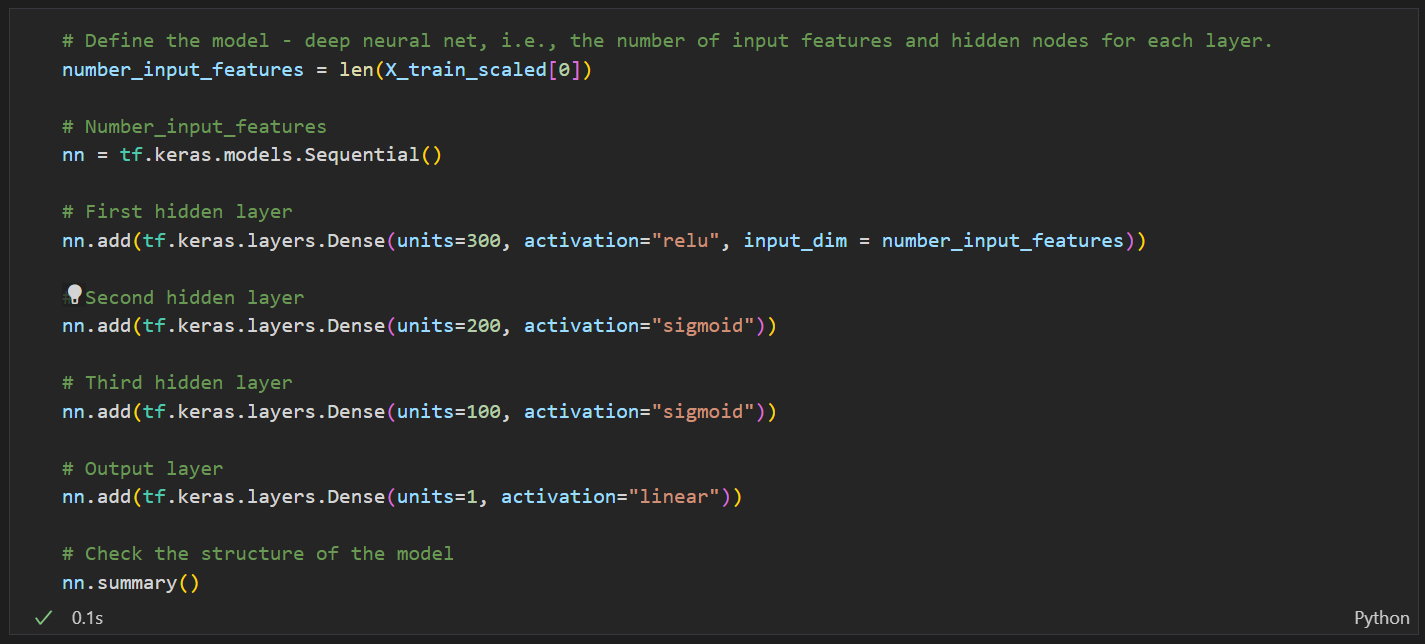 # Define the model - deep neural net, i.e., the number of input features and hidden nodes for each layer.
number_input_features = len(X_train_scaled[0])
# Number_input_features
nn = tf.keras.models.Sequential()
# First hidden layer
nn.add(tf.keras.layers.Dense(units=300, activation="relu", input_dim = number_input_features))
# Second hidden layer
nn.add(tf.keras.layers.Dense(units=200, activation="sigmoid"))
# Third hidden layer
nn.add(tf.keras.layers.Dense(units=100, activation="sigmoid"))
# Output layer
nn.add(tf.keras.layers.Dense(units=1, activation="linear"))
# Check the structure of the model
nn.summary()
0.1s
Python